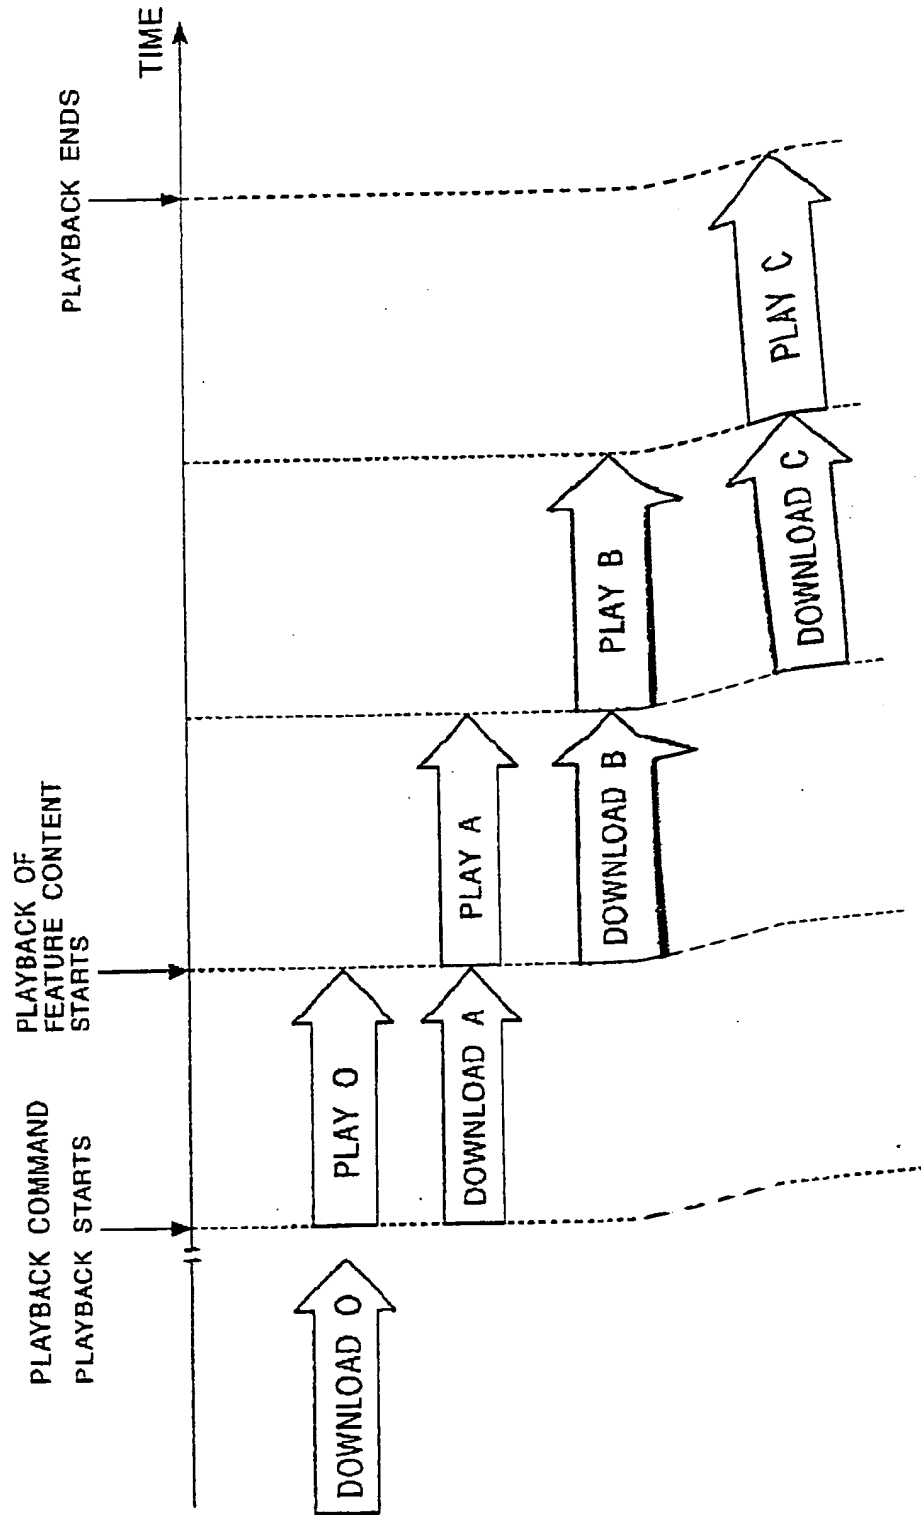 PLAYBACK COMMAND
PLAYBACK STARTS
PLAYBACK OF
FEATURE CONTENT
STARTS
PLAYBACK ENDS
TIME
DOWNLOAD O
PLAY O
DOWNLOAD A
PLAY A
DOWNLOAD B
PLAY B
DOWNLOAD C
PLAY C